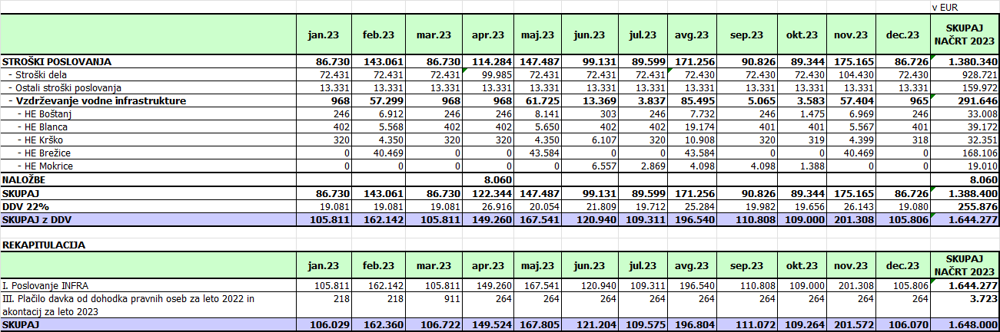 v EUR
jan.23 feb.23 mar.23 apr.23 maj.23 jun.23 jul.23 avg.23 sep.23 okt.23 nov.23 dec.23 SKUPAJ
NAČRT 2023
STROŠKI POSLOVANJA 86.730 143.061 86.730 114.284 147.487 99.131 89.599 171.256 90.826 89.344 175.165 86.726 1.380.340
- Stroški dela 72.431 72.431 72.431 99.985 72.431 72.431 72.431 72.430 72.430 72.430 104.430 72.430 928.721
- Ostali stroški poslovanja 13.331 13.331 13.331 13.331 13.331 13.331 13.331 13.331 13.331 13.331 13.331 13.331 159.972
- Vzdrževanje vodne infrastrukture 968 57.299 968 968 61.725 13.369 3.837 85.495 5.065 3.583 57.404 965 291.646
- HE Boštanj 246 6.912 246 246 8.141 303 246 7.732 246 1.475 6.969 246 33.008
- HE Blanca 402 5.568 402 402 5.650 402 402 19.174 401 401 5.567 401 39.172
- HE Krško 320 4.350 320 320 4.350 6.107 320 10.908 320 319 4.399 318 32.351
- HE Brežice 0 40.469 0 0 43.584 0 0 43.584 0 0 40.469 0 168.106
- HE Mokrice 0 0 0 0 0 6.557 2.869 4.098 4.098 1.388 0 0 19.010
NALOŽBE 8.060 8.060
SKUPAJ 86.730 143.061 86.730 122.344 147.487 99.131 89.599 171.256 90.826 89.344 175.165 86.726 1.388.400
DDV 22% 19.081 19.081 19.081 26.916 20.054 21.809 19.712 25.284 19.982 19.656 26.143 19.080 255.876
SKUPAJ z DDV 105.811 162.142 105.811 149.260 167.541 120.940 109.311 196.540 110.808 109.000 201.308 105.806 1.644.277
REKAPITULACIJA
jan.23 feb.23 mar.23 apr.23 maj.23 jun.23 jul.23 avg.23 sep.23 okt.23 nov.23 dec.23 SKUPAJ
NAČRT 2023
I. Poslovanje INFRA 105.811 162.142 105.811 149.260 167.541 120.940 109.311 196.540 110.808 109.000 201.308 105.806 1.644.277
III. Plačilo davka od dohodka pravnih oseb za leto 2022 in 218 218 911 264 264 264 264 264 264 264 264 264 3.723
akontacij za leto 2023
SKUPAJ 106.029 162.360 106.722 149.524 167.805 121.204 109.575 196.804 111.072 109.264 201.572 106.070 1.648.000